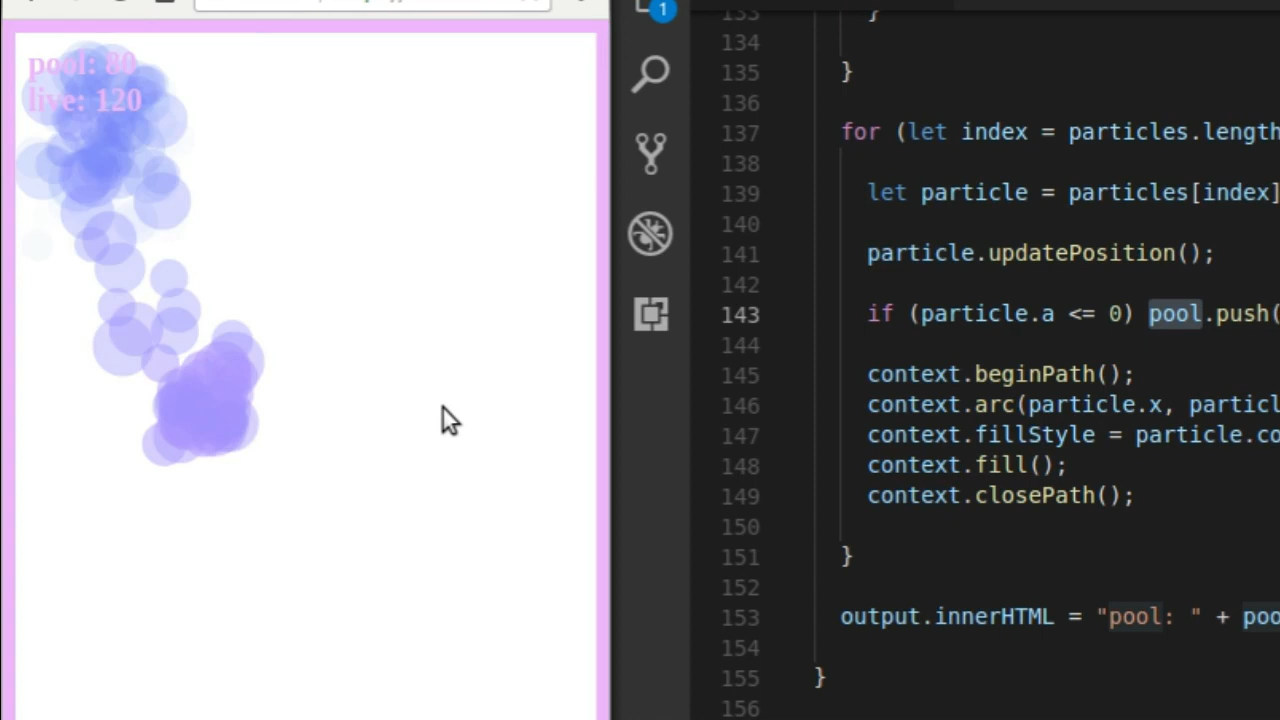 pool: 80
live: 120
1
133 }
134
135 }
136
137 for (let index = particles.length
138
139 let particle = particles[index]
140
141 particle.updatePosition();
142
143 if (particle.a <= 0) pool.push(
144
145 context.beginPath();
146 context.arc(particle.x, particl
147 context.fillStyle = particle.co
148 context.fill();
149 context.closePath();
150
151 }
152
153 output.innerHTML = "pool: " + poo
154
155 }
156